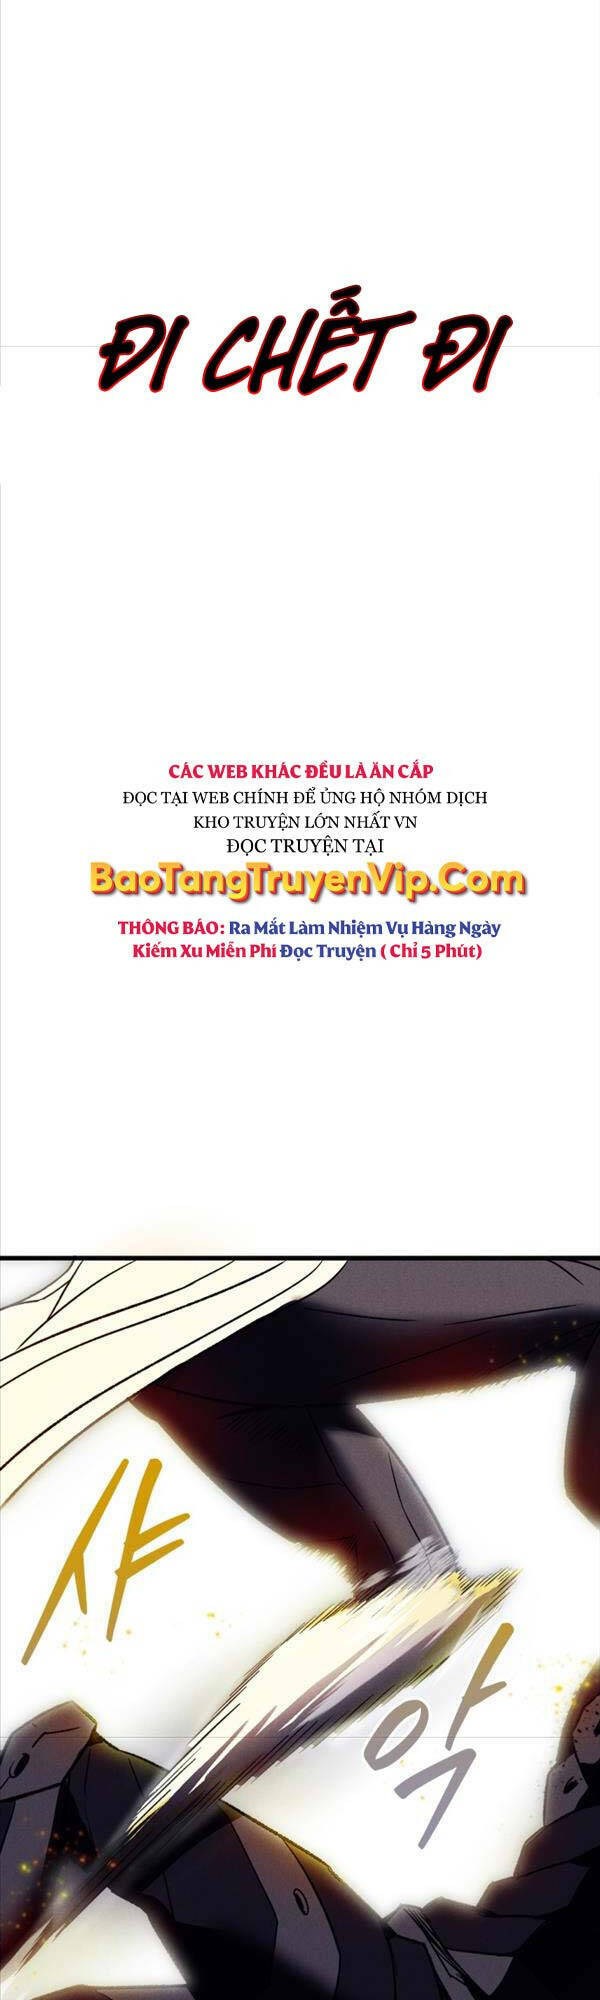 ĐI CHẾT ĐI
CÁC WEB KHÁC ĐỀU LÀ ĂN CẮP
ĐỌC TẠI WEB CHÍNH ĐỂ ỦNG HỘ NHÓM DỊCH
KHO TRUYỆN LỚN NHẤT VN
ĐỌC TRUYỆN TẠI
BaoTangTruyenVip.Com
THÔNG BÁO: Ra Mắt Làm Nhiệm Vụ Hàng Ngày
Kiếm Xu Miễn Phí Đọc Truyện ( Chỉ 5 Phút)
샤
악